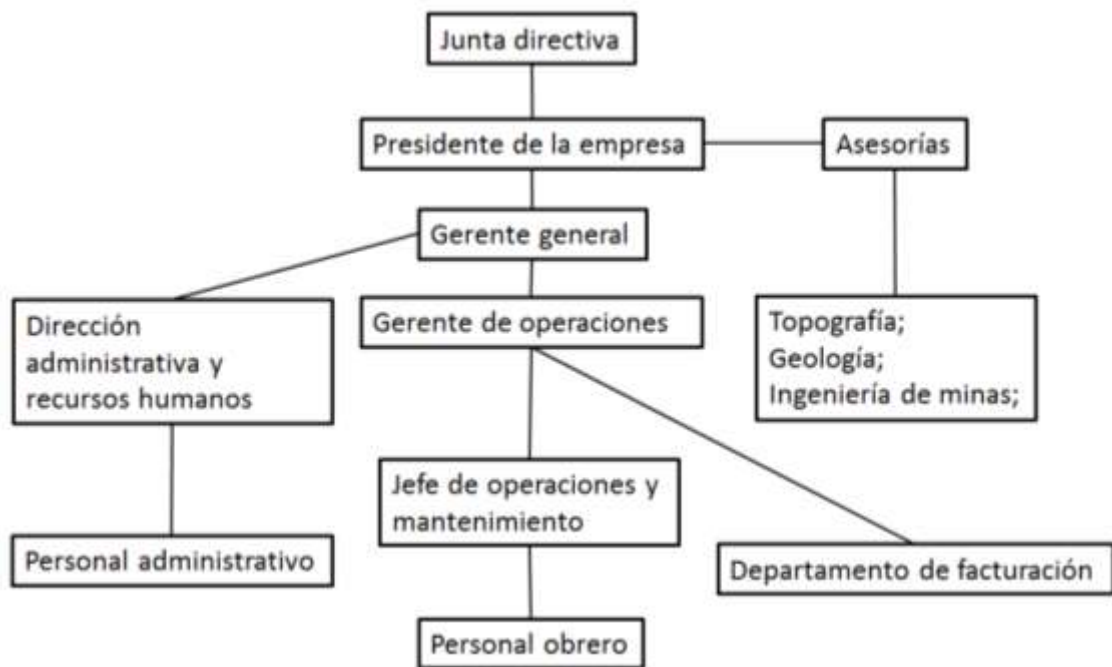 Junta directiva
Presidente de la empresa
Asesorías
Gerente general
Dirección
administrativa y
recursos humanos
Gerente de operaciones
Topografía;
Geología;
Ingeniería de minas;
Jefe de operaciones y
mantenimiento
Personal administrativo
Departamento de facturación
Personal obrero